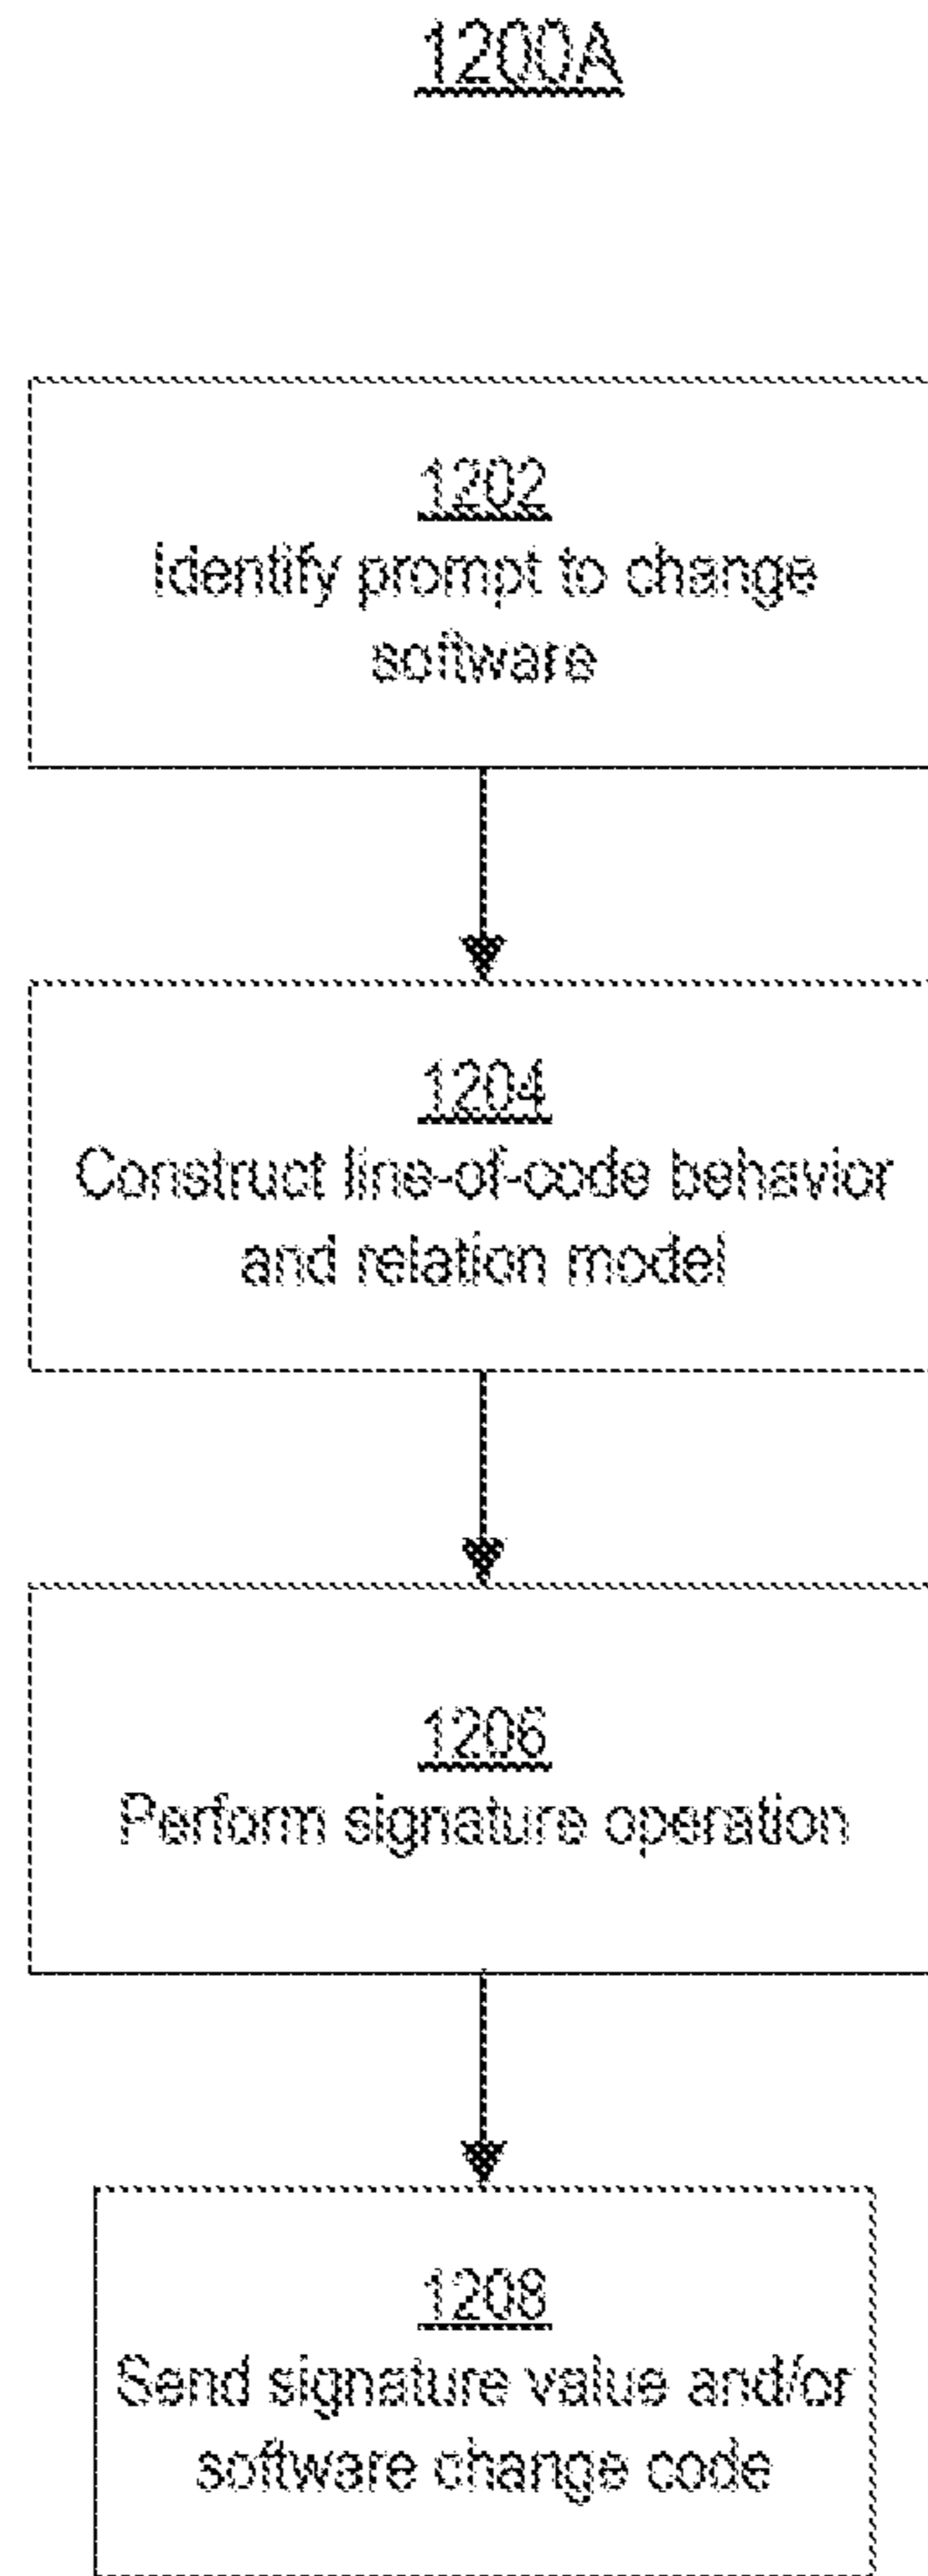 1200A
1202
Identify prompt to change
software
1204
Construct line-of-code behavior
and relation model
1206
Perform signature operation
1208
Send signature value and/or
software change code